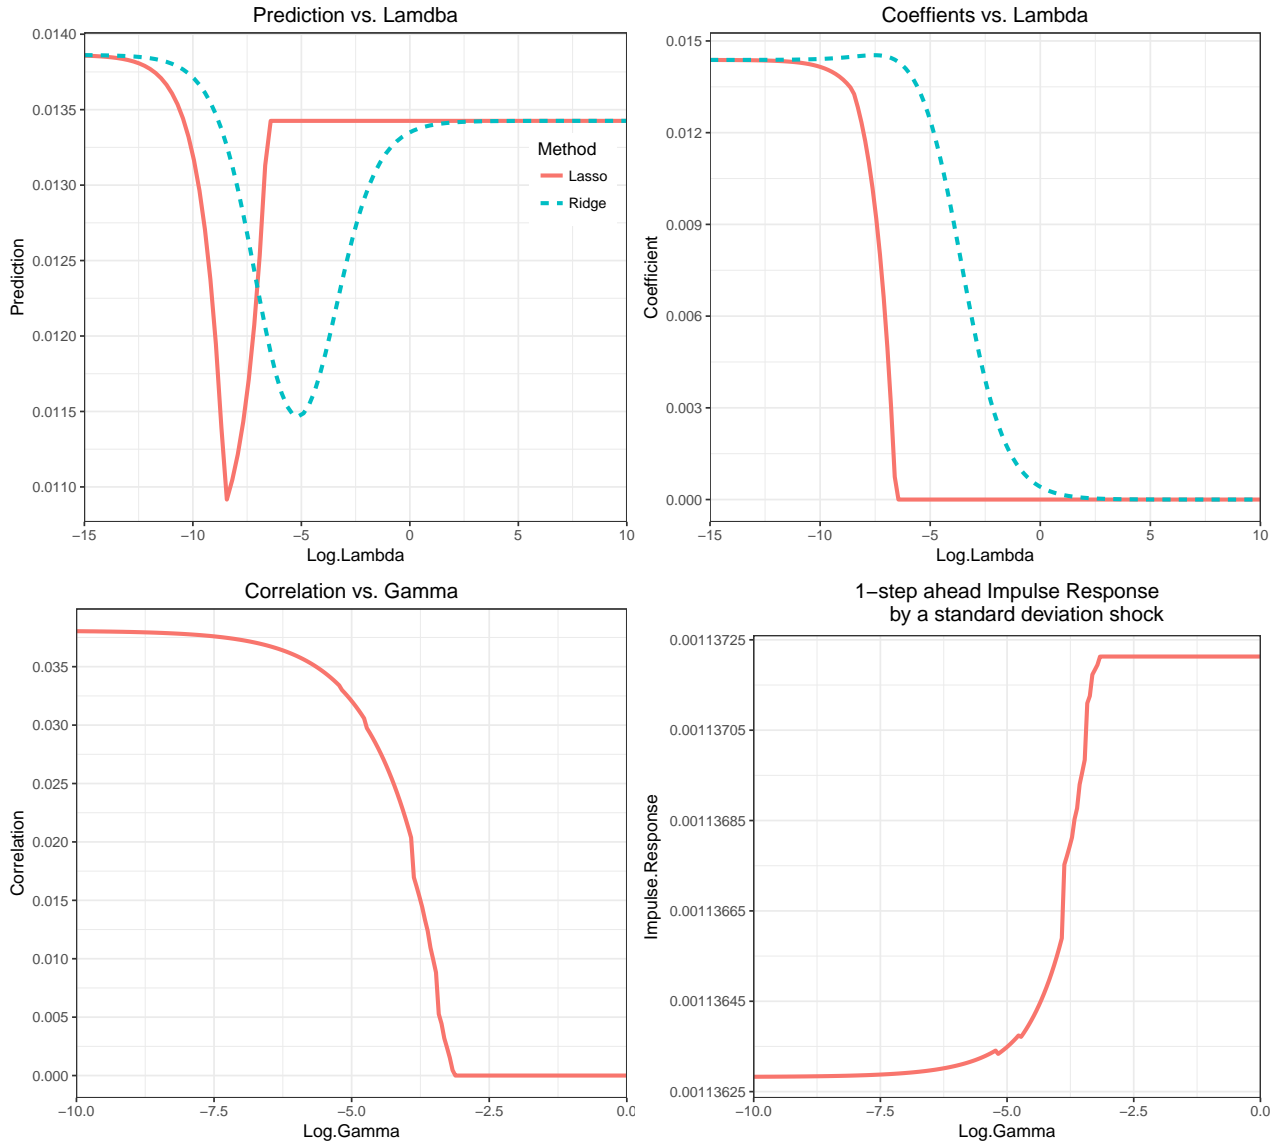 Prediction vs. Lamdba
0.0140
0.0135
0.0130
0.0125
0.0120
0.0115
0.0110
Prediction
Method
Lasso
Ridge
−15 −10 −5 0 5 10
Log.Lambda
Coeffients vs. Lambda
0.015
0.012
0.009
0.006
0.003
0.000
Coefficient
−15 −10 −5 0 5 10
Log.Lambda
Correlation vs. Gamma
0.035
0.030
0.025
0.020
0.015
0.010
0.005
0.000
Correlation
−10.0 −7.5 −5.0 −2.5 0.0
Log.Gamma
1−step ahead Impulse Response
by a standard deviation shock
0.00113725
0.00113705
0.00113685
0.00113665
0.00113645
0.00113625
Impulse.Response
−10.0 −7.5 −5.0 −2.5 0.0
Log.Gamma